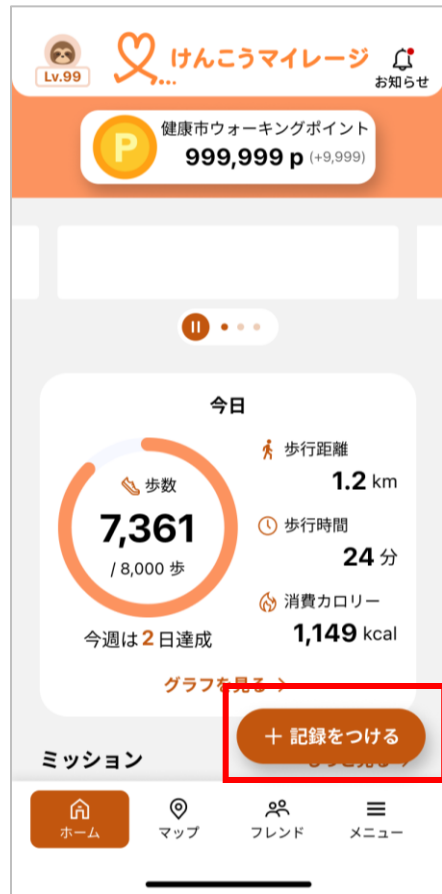 Lv.99
けんこうマイレージ
お知らせ
P
健康市ウォーキングポイント
999,999 p (+9,999)
今日
歩数
7,361
/ 8,000 歩
今週は2日達成
歩行距離
1.2 km
歩行時間
24 分
消費カロリー
1,149 kcal
グラフを見る
+ 記録をつける
ミッション
ホーム
マップ
フレンド
メニュー